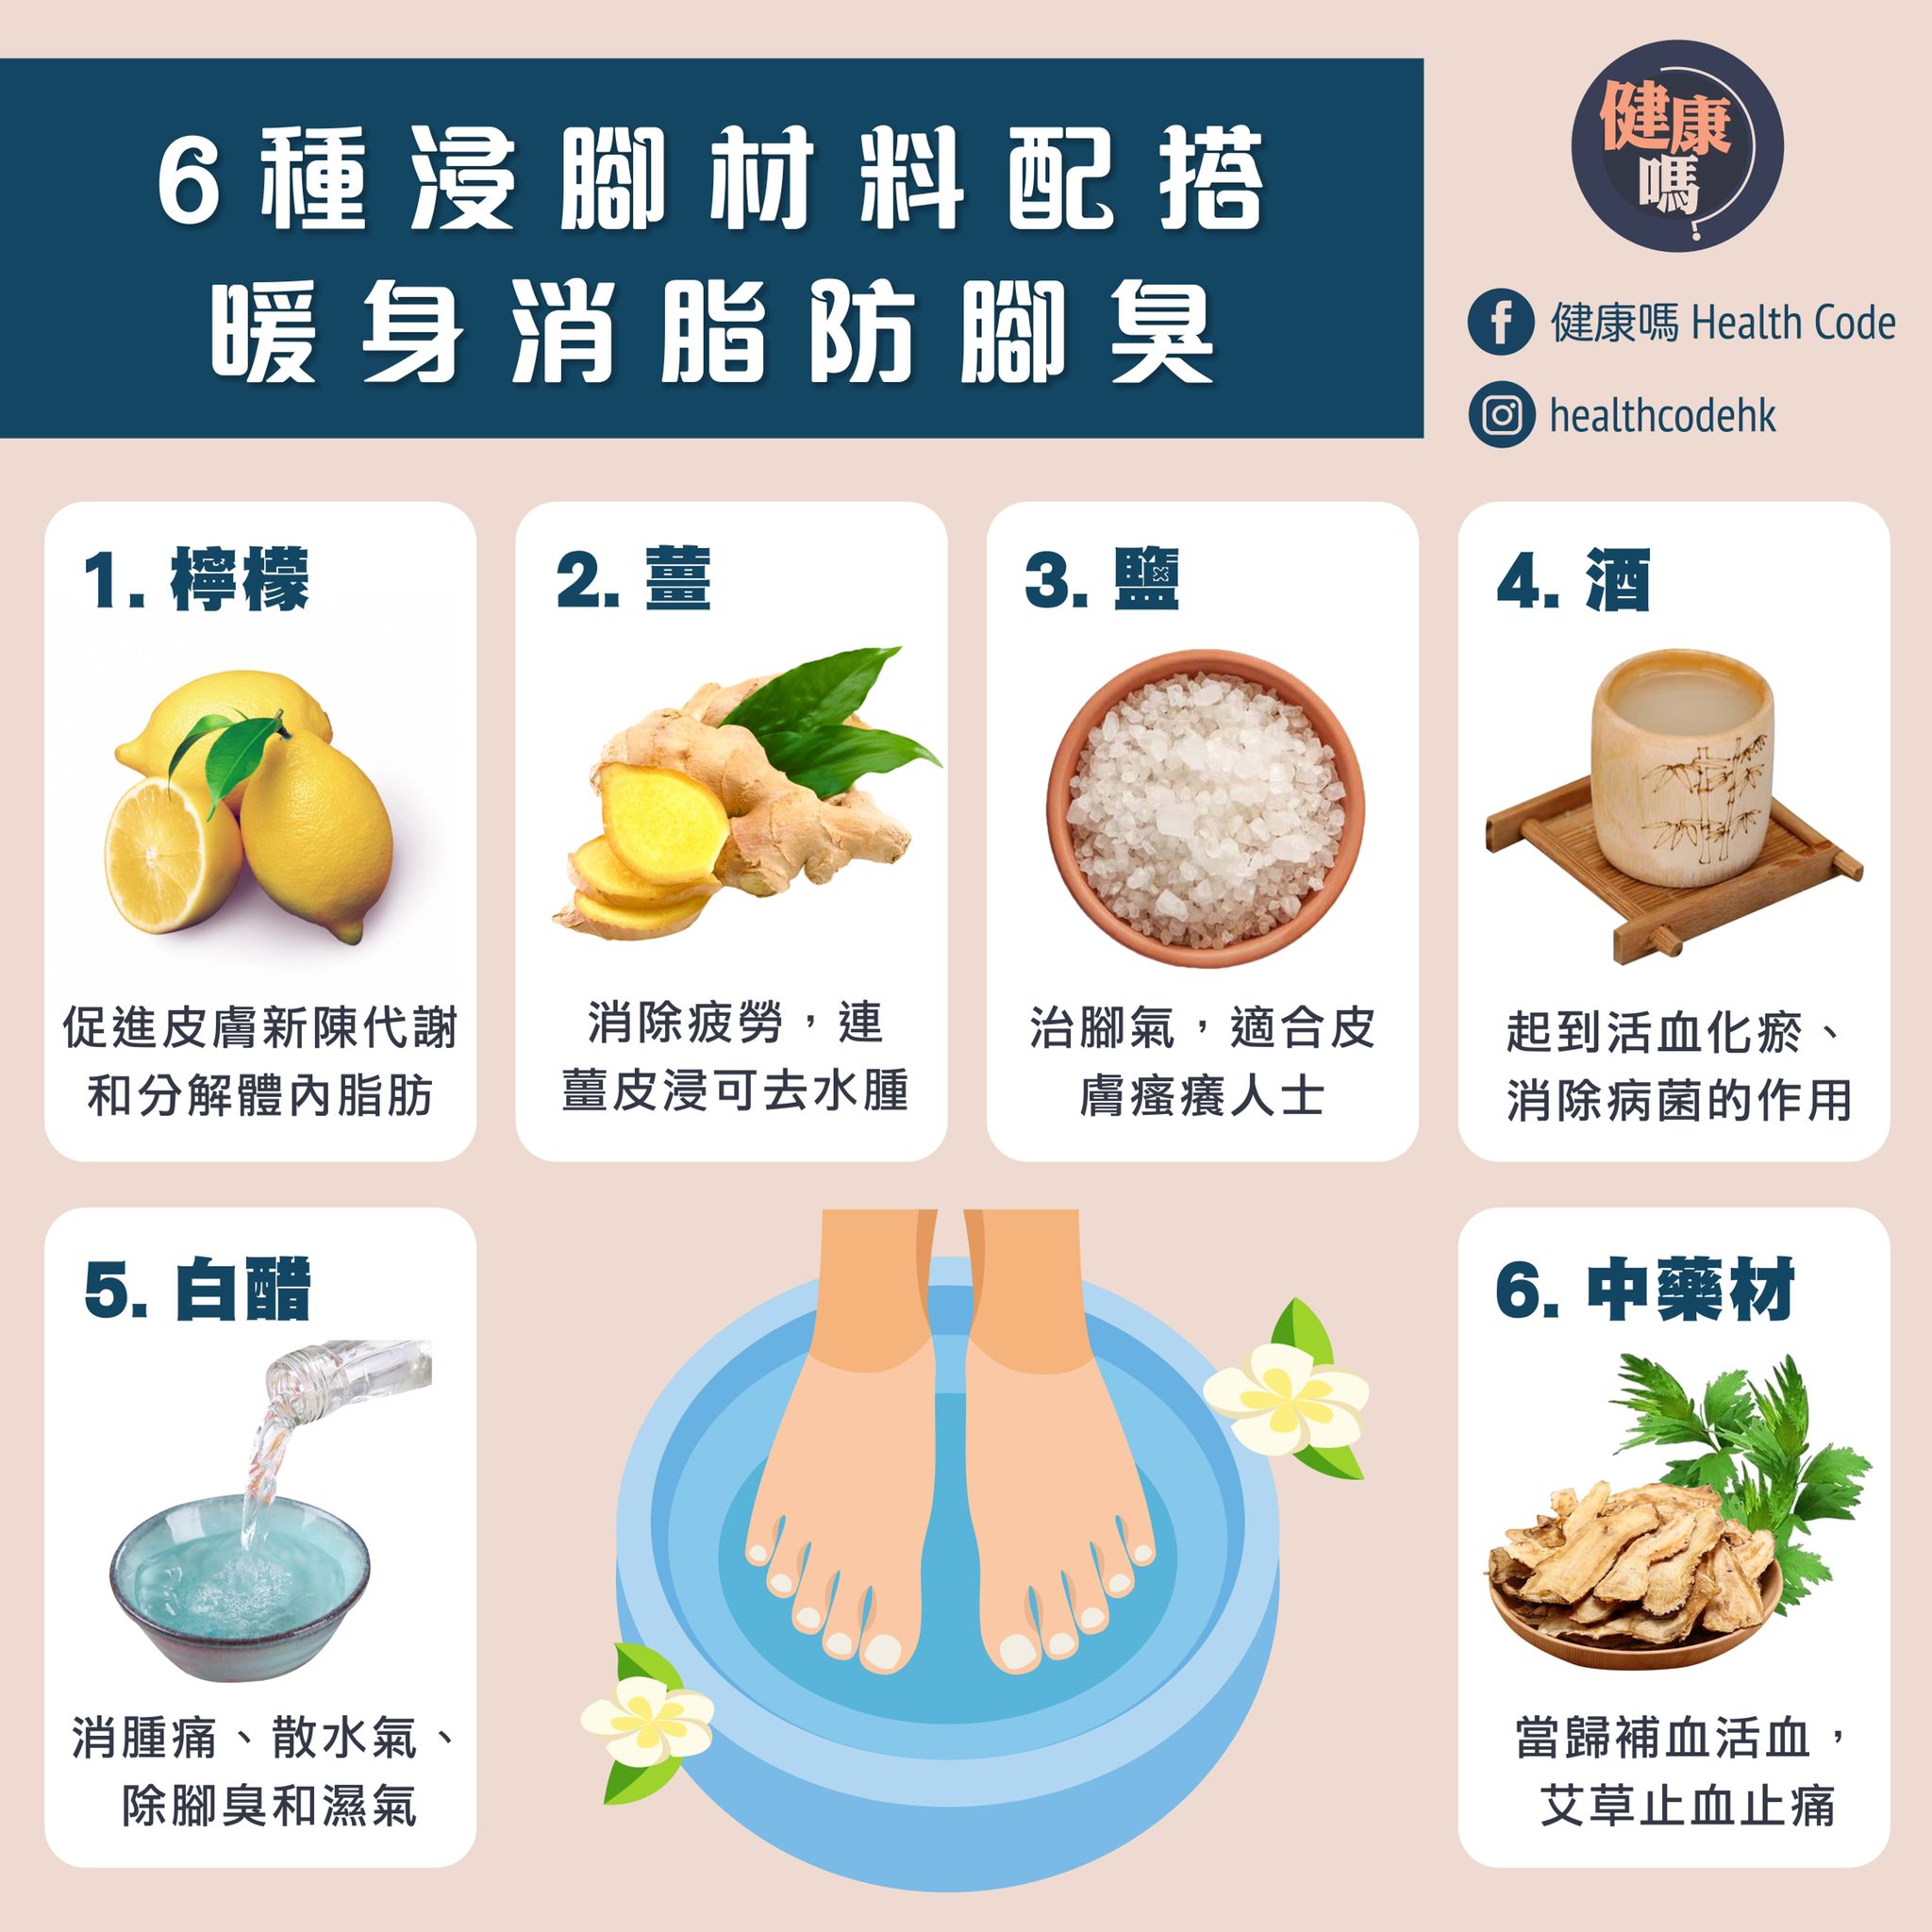 6種浸腳材料配搭
暖身消脂防腳臭
健康
嗎?
健康嗎 Health Code
healthcodehk
1. 檸檬
促進皮膚新陳代謝
和分解體內脂肪
2. 薑
消除疲勞，連
薑皮浸可去水腫
3. 鹽
治腳氣，適合皮
膚瘙癢人士
4. 酒
起到活血化瘀、
消除病菌的作用
5. 白醋
消腫痛、散水氣、
除腳臭和濕氣
6. 中藥材
當歸補血活血，
艾草止血止痛